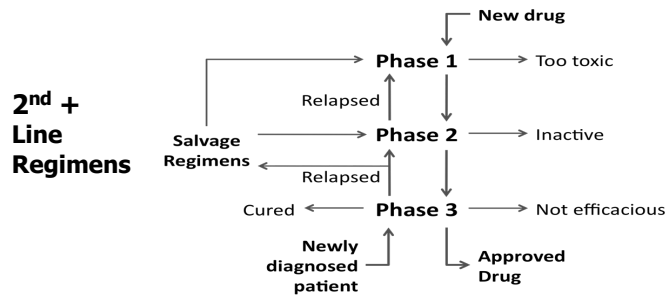 New drug
Phase 1
Too toxic
Relapsed
2nd +
Line
Regimens
Salvage
Regimens
Phase 2
Inactive
Relapsed
Cured
Phase 3
Not efficacious
Newly
diagnosed
patient
Approved
Drug